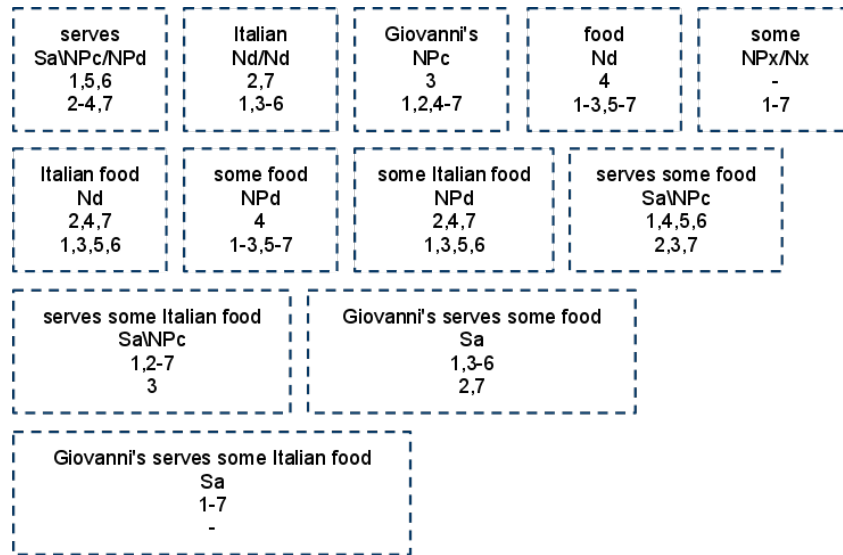 serves
Sa\NPc/NPd
1,5,6
2-4,7
Italian
Nd/Nd
2,7
1,3-6
Giovanni's
NPc
3
1,2,4-7
food
Nd
4
1-3,5-7
some
NPx/Nx
-
1-7
Italian food
Nd
2,4,7
1,3,5,6
some food
NPd
4
1-3,5-7
some Italian food
NPd
2,4,7
1,3,5,6
serves some food
Sa\NPc
1,4,5,6
2,3,7
serves some Italian food
Sa\NPc
1,2-7
3
Giovanni's serves some food
Sa
1,3-6
2,7
Giovanni's serves some Italian food
Sa
1-7
-